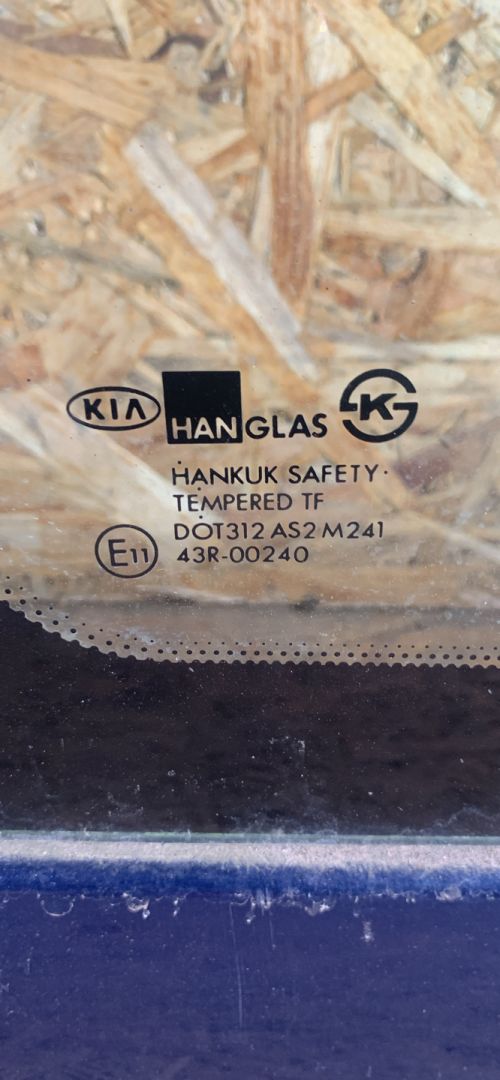 KIA HANGLAS K
HANKUK SAFETY
TEMPERED TF
DOT312 AS2 M241
E11 43R-00240